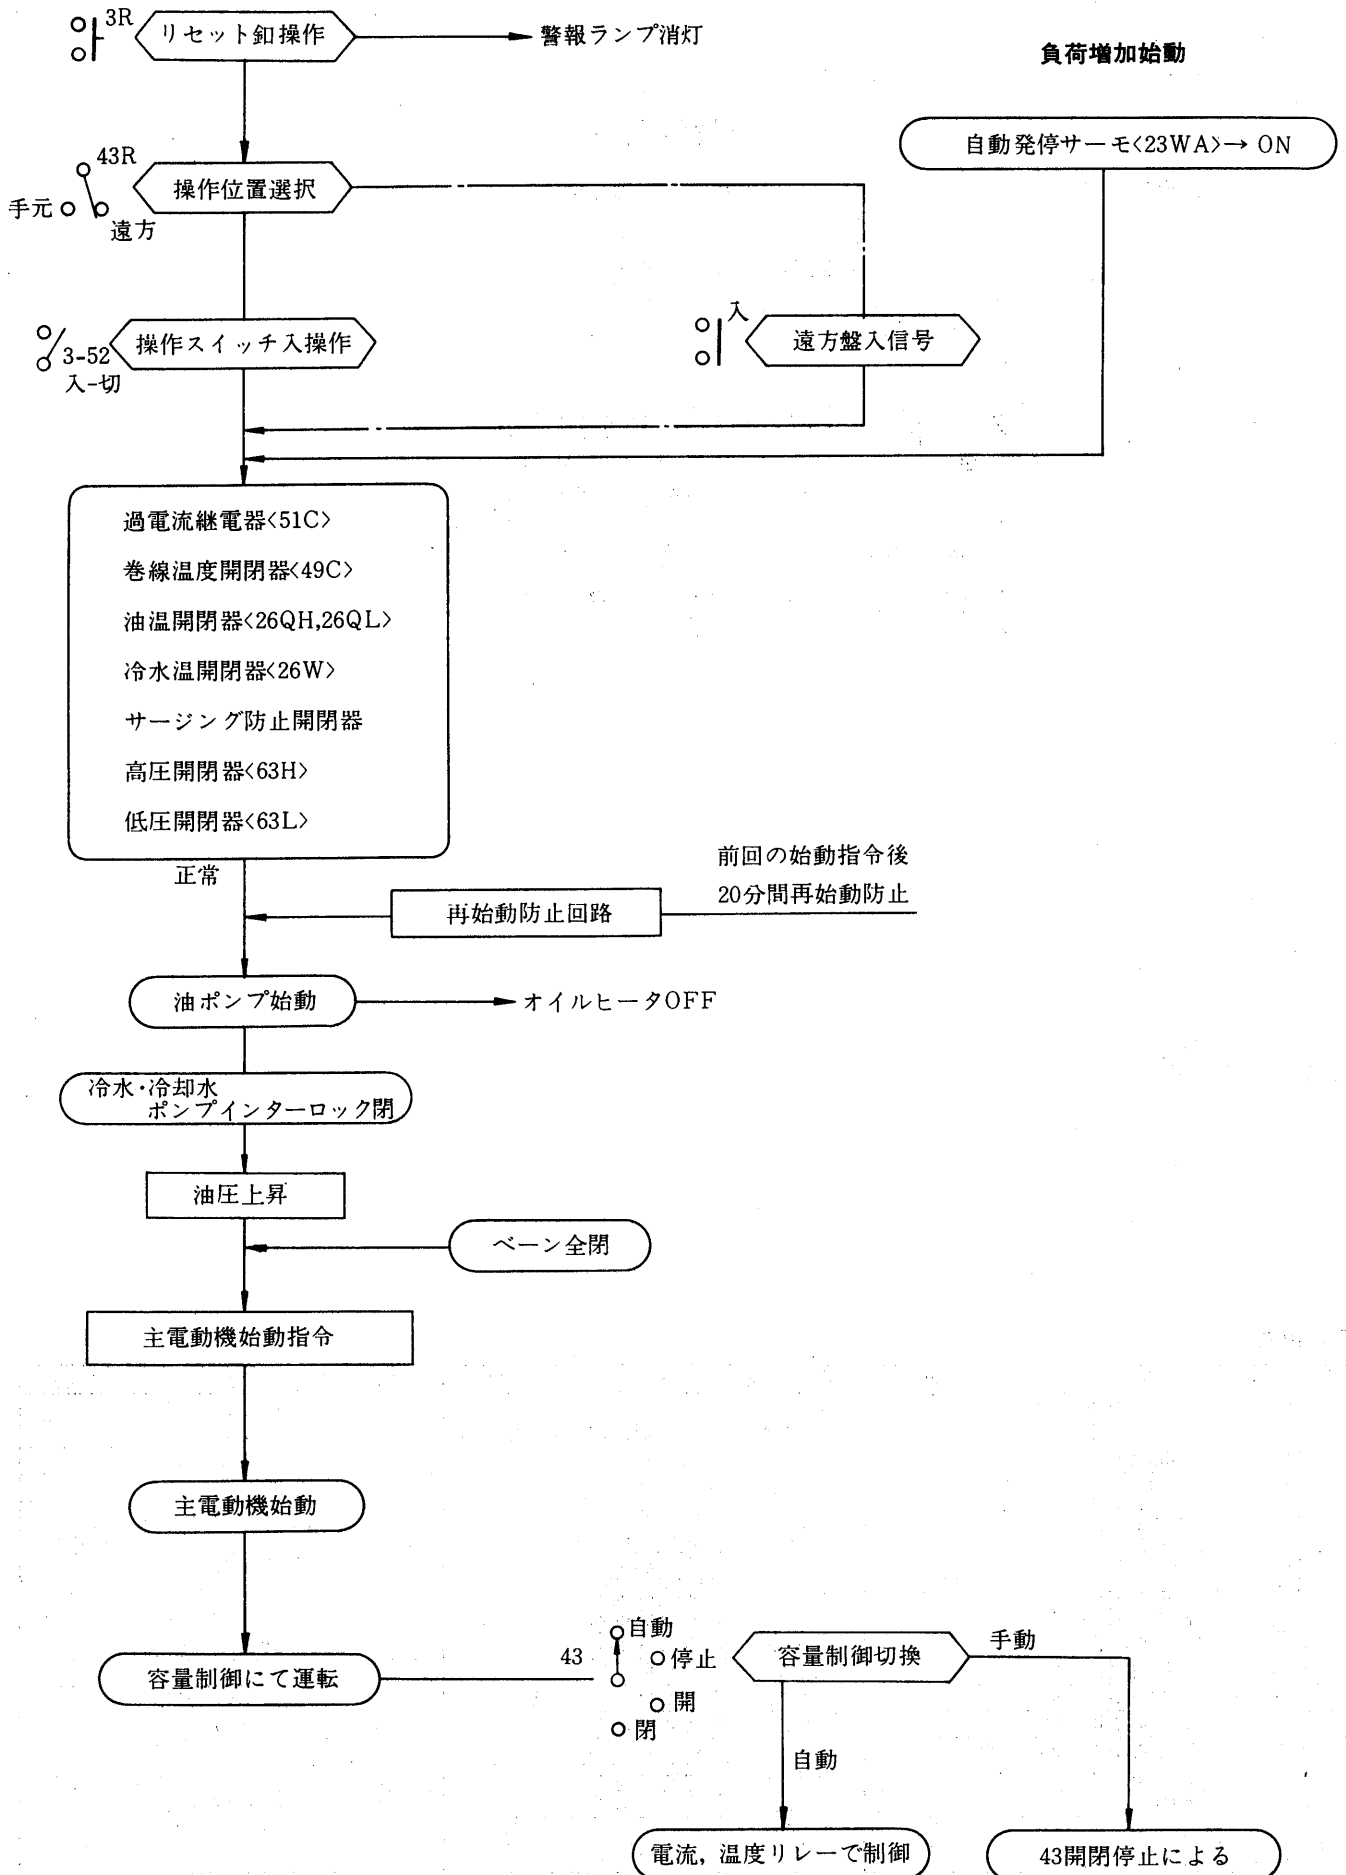 3R
リセット釦操作
警報ランプ消灯
負荷増加始動
自動発停サーモ<23WA>→ ON
43R
操作位置選択
手元
遠方
3-52
入-切
操作スイッチ入操作
入
遠方盤入信号
過電流継電器<51C>
巻線温度開閉器<49C>
油温開閉器<26QH,26QL>
冷水温開閉器<26W>
サージング防止開閉器
高圧開閉器<63H>
低圧開閉器<63L>
正常
前回の始動指令後
20分間再始動防止
再始動防止回路
油ポンプ始動
オイルヒータOFF
冷水・冷却水
ポンプインターロック閉
油圧上昇
ベーン全閉
主電動機始動指令
主電動機始動
容量制御にて運転
43
自動
停止
開
閉
容量制御切換
手動
自動
電流，温度リレーで制御
43開閉停止による